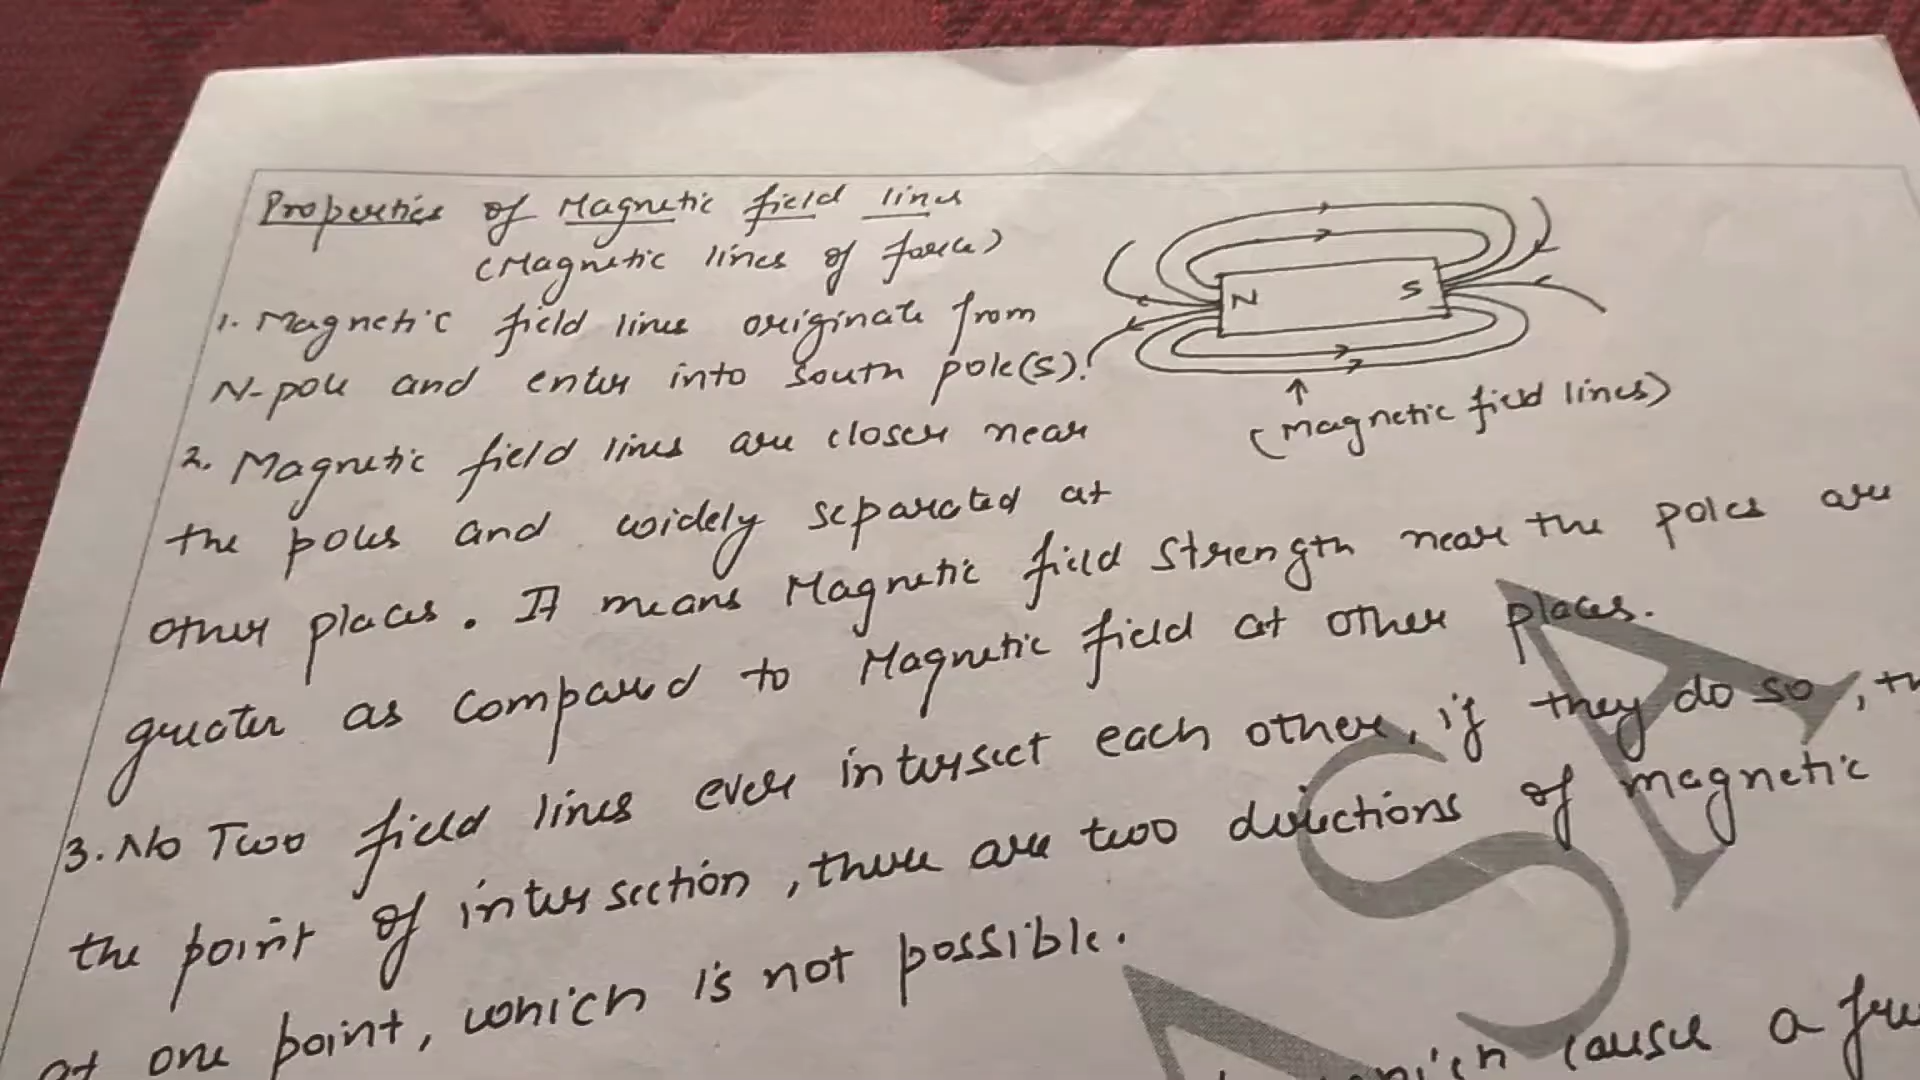 Properties of Magnetic field lines
(Magnetic lines of force)
1. Magnetic field lines originate from
N-pole and enter into south pole(s).
N
S
(magnetic field lines)
2. Magnetic field lines are closer near
the poles and widely separated at
other places. It means Magnetic field strength near the poles are
greater as compared to Magnetic field at other places.
3. No Two field lines ever intersect each other, if they do so,
the point of intersection, there are two directions of magnetic
at one point, which is not possible.
cause a
SA